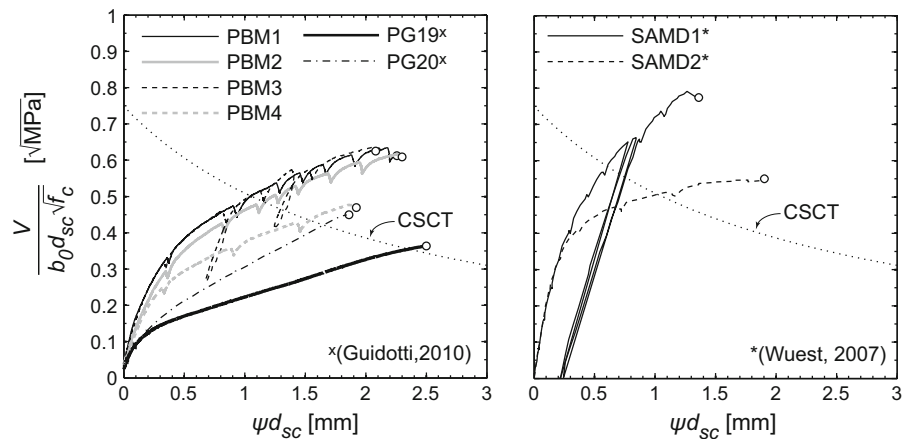 1
0.9
0.8
0.7
0.6
0.5
0.4
0.3
0.2
0.1
0
V
b0dsc√fc
[√MPa]
PBM1
PBM2
PBM3
PBM4
PG19x
PG20x
CSCT
x(Guidotti,2010)
0 0.5 1 1.5 2 2.5 3
ψdsc [mm]
SAMD1*
SAMD2*
CSCT
*(Wuest, 2007)
0 0.5 1 1.5 2 2.5 3
ψdsc [mm]